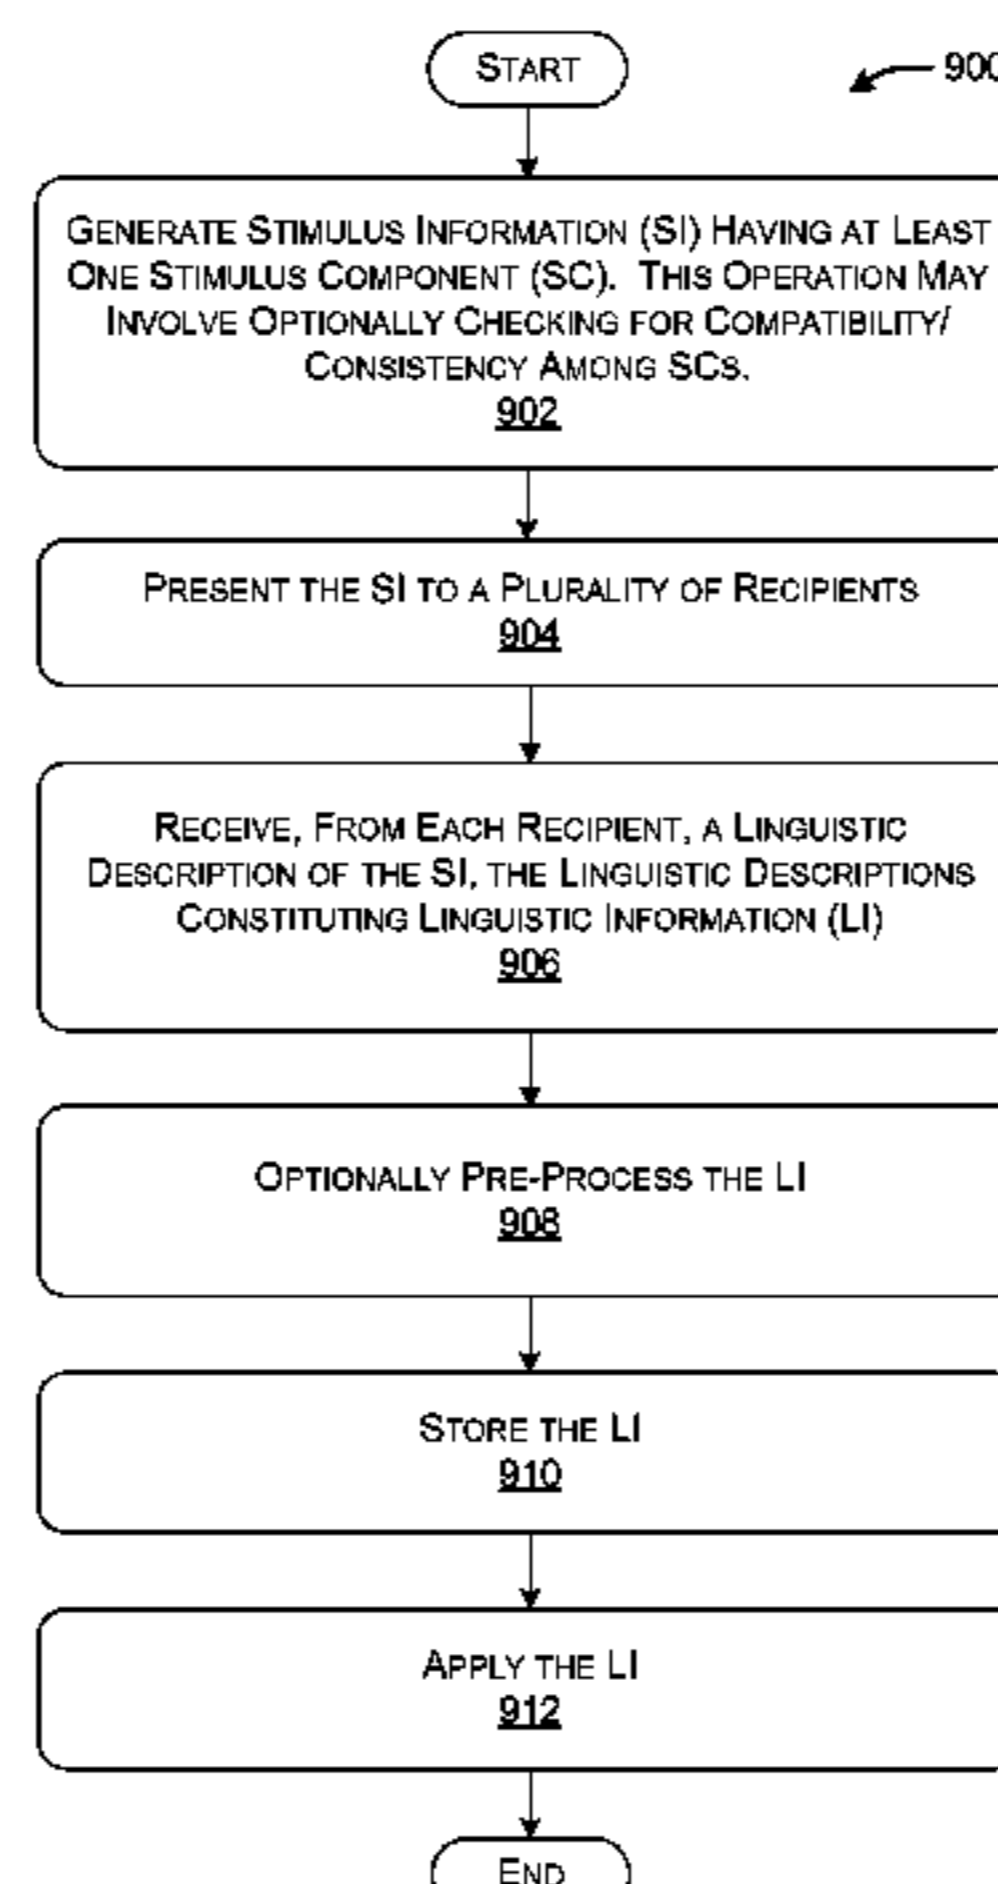 START
900
GENERATE STIMULUS INFORMATION (SI) HAVING AT LEAST
ONE STIMULUS COMPONENT (SC). THIS OPERATION MAY
INVOLVE OPTIONALLY CHECKING FOR COMPATIBILITY/
CONSISTENCY AMONG SCS.
902
PRESENT THE SI TO A PLURALITY OF RECIPIENTS
904
RECEIVE, FROM EACH RECIPIENT, A LINGUISTIC
DESCRIPTION OF THE SI, THE LINGUISTIC DESCRIPTIONS
CONSTITUTING LINGUISTIC INFORMATION (LI)
906
OPTIONALLY PRE-PROCESS THE LI
908
STORE THE LI
910
APPLY THE LI
912
END